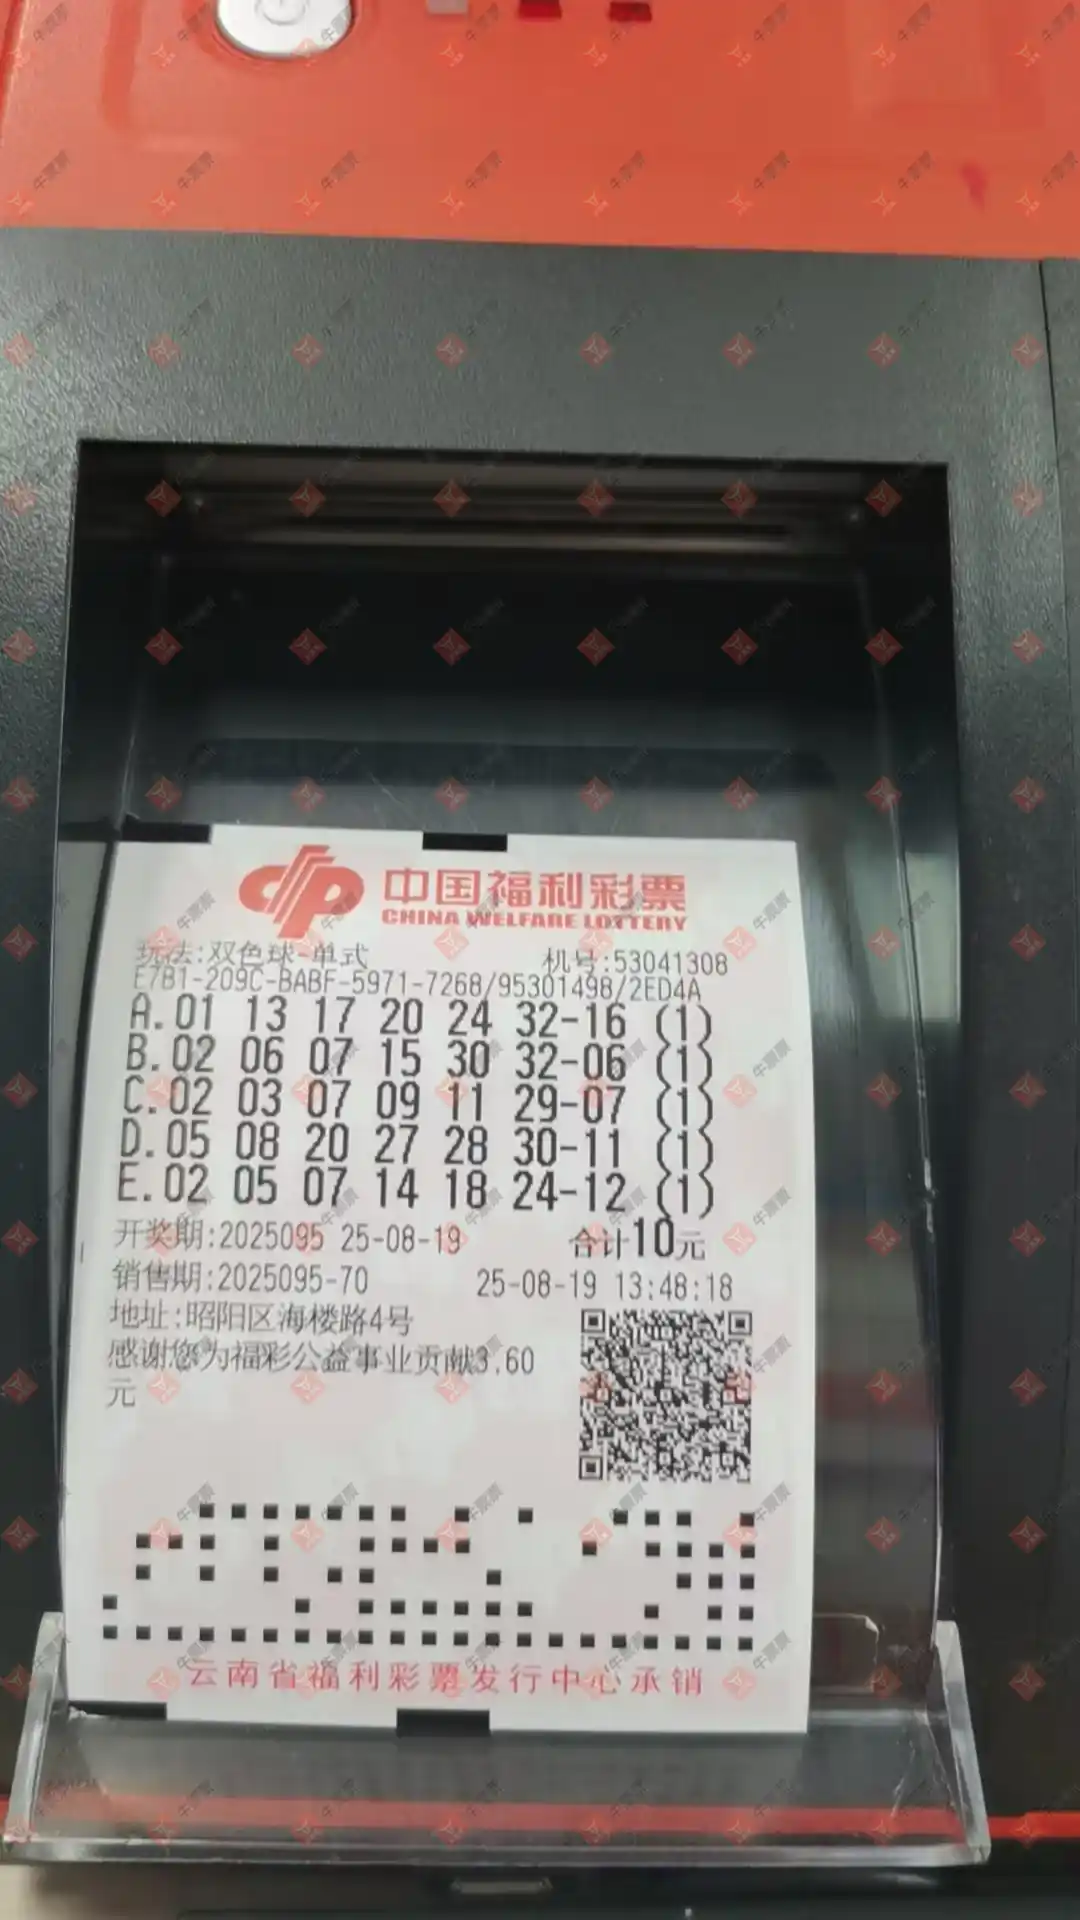 中国福利彩票
CHINA WELFARE LOTTERY
玩法:双色球-单式 机号:53041308
E7B1-209C-BABF-5971-7268/95301498/2ED4A
A.01 13 17 20 24 32-16 (1)
B.02 06 07 15 30 32-06 (1)
C.02 03 07 09 11 29-07 (1)
D.05 08 20 27 28 30-11 (1)
E.02 05 07 14 18 24-12 (1)
开奖期:2025095 25-08-19 合计10元
销售期:2025095-70 25-08-19 13:48:18
地址:昭阳区海楼路4号
感谢您为福彩公益事业贡献3.60
元
云南省福利彩票发行中心承销